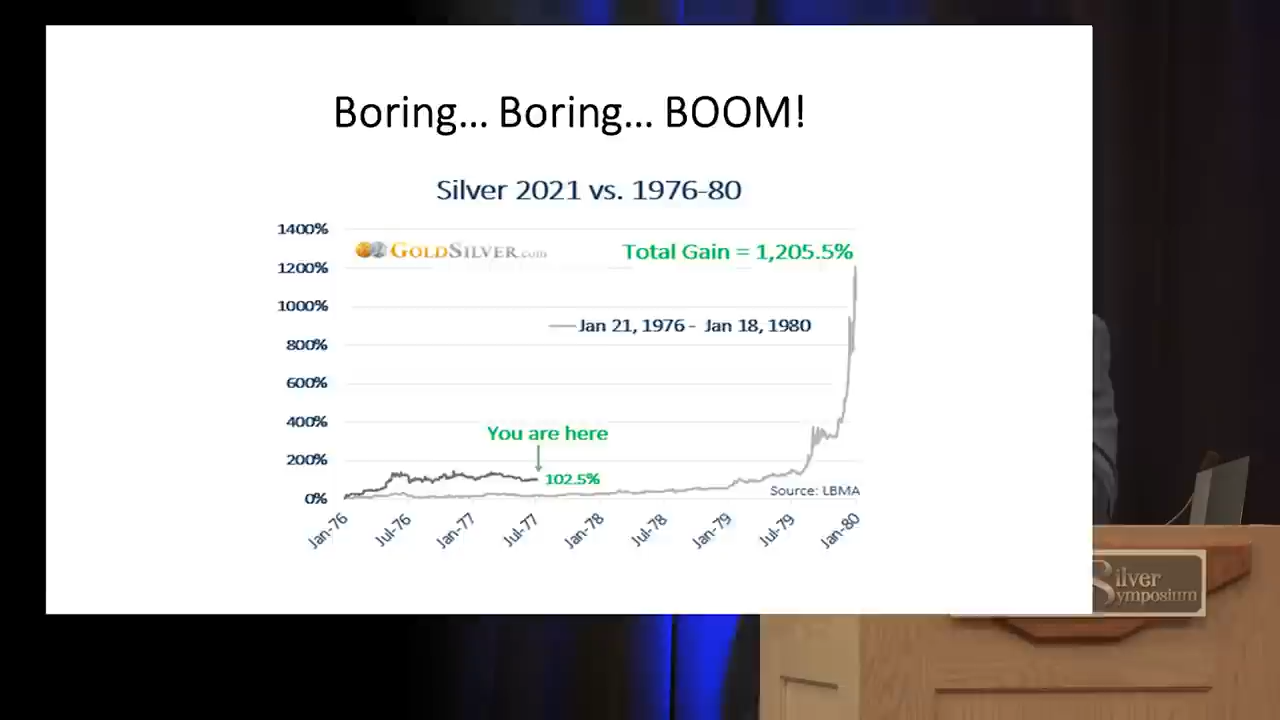 Boring... Boring... BOOM!
Silver 2021 vs. 1976-80
1400%
1200%
1000%
800%
600%
400%
200%
0%
GOLDSILVER.com
Total Gain = 1,205.5%
Jan 21, 1976 - Jan 18, 1980
You are here
102.5%
Source: LBMA
Jan-76
Jul-76
Jan-77
Jul-77
Jan-78
Jul-78
Jan-79
Jul-79
Jan-80
Silver
Symposium